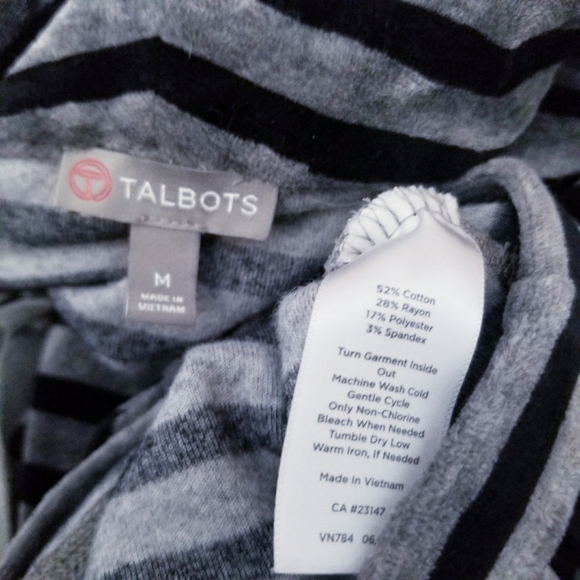 TALBOTS
M
MADE IN
VIETNAM
52% Cotton
28% Rayon
17% Polyester
3% Spandex
Turn Garment Inside
Out
Machine Wash Cold
Gentle Cycle
Only Non-Chlorine
Bleach When Needed
Tumble Dry Low
Warm Iron, if Needed
Made in Vietnam
CA #23147
VN784 06